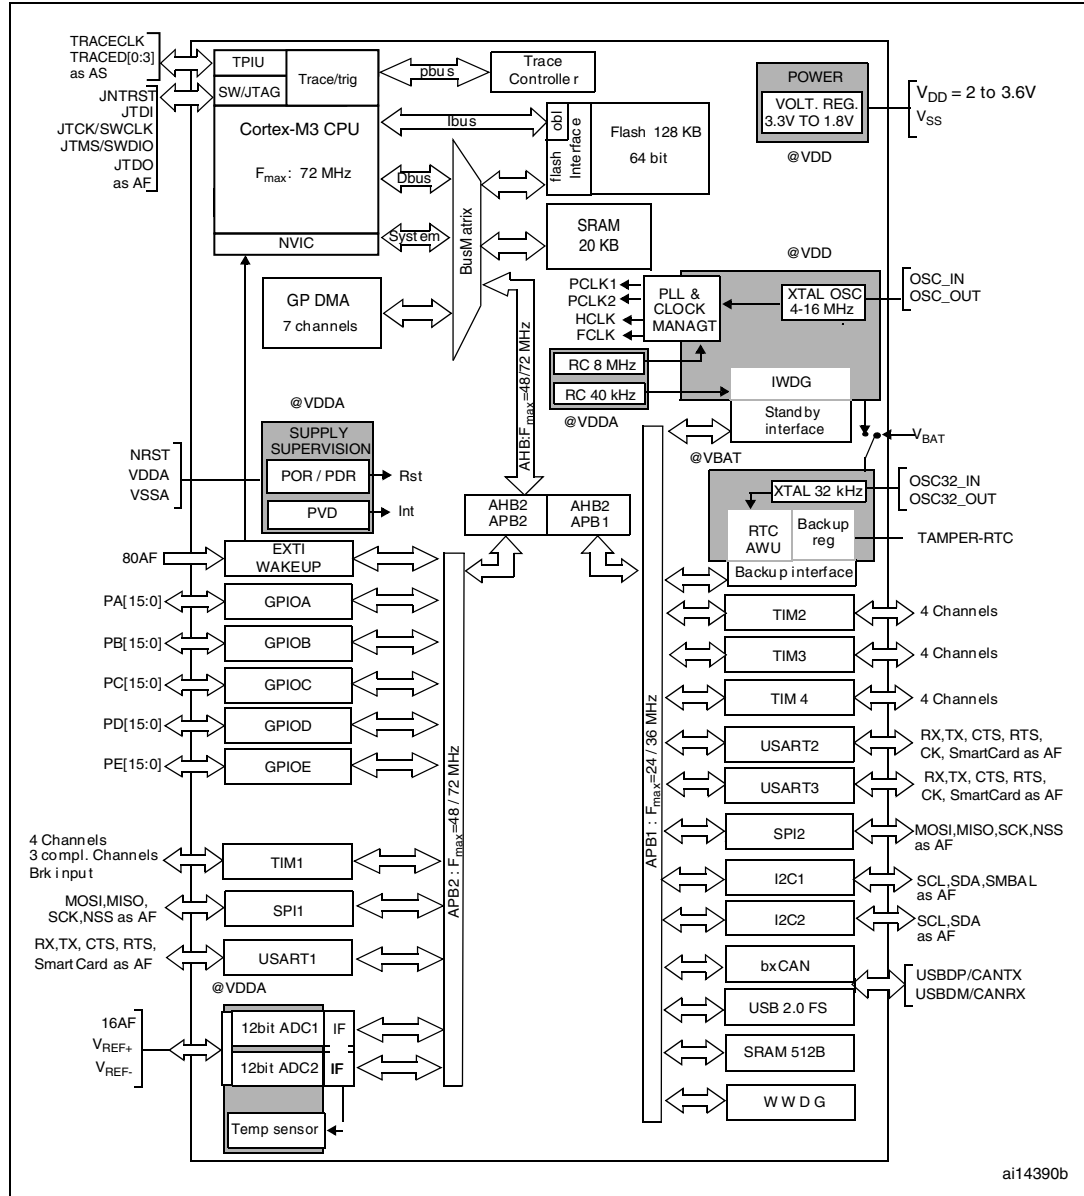 TRACECLK
TRACED[0:3]
as AS
JNTRST
JTDI
JTCK/SWCLK
JTMS/SWDIO
JTDO
as AF
TPIU
SW/JTAG
Trace/trig
Cortex-M3 CPU
Fmax: 72 MHz
NVIC
pbus
Trace
Controller
Ibus
Dbus
System
BusMatrix
flash obl
Interface
Flash 128 KB
64 bit
SRAM
20 KB
GP DMA
7 channels
POWER
VOLT. REG.
3.3V TO 1.8V
@VDD
VDD = 2 to 3.6V
VSS
@VDD
PCLK1
PCLK2
HCLK
FCLK
PLL &
CLOCK
MANAGT
XTAL OSC
4-16 MHz
OSC_IN
OSC_OUT
RC 8 MHz
RC 40 kHz
@VDDA
IWDG
Standby
interface
@VBAT
VBAT
XTAL 32 kHz
OSC32_IN
OSC32_OUT
RTC
AWU
Backup
reg
TAMPER-RTC
Backup interface
AHB:Fmax=48/72 MHz
AHB2
APB2
AHB2
APB1
@VDDA
NRST
VDDA
VSSA
SUPPLY
SUPERVISION
POR / PDR
Rst
PVD
Int
80AF
EXTI
WAKEUP
PA[15:0]
GPIOA
PB[15:0]
GPIOB
PC[15:0]
GPIOC
PD[15:0]
GPIOD
PE[15:0]
GPIOE
4 Channels
3 compl. Channels
Brk input
TIM1
MOSI,MISO,
SCK,NSS as AF
SPI1
RX,TX, CTS, RTS,
SmartCard as AF
USART1
@VDDA
16AF
VREF+
VREF-
12bit ADC1
IF
12bit ADC2
IF
Temp sensor
APB2 : Fmax=48 / 72 MHz
APB1 : Fmax=24 / 36 MHz
TIM2
4 Channels
TIM3
4 Channels
TIM 4
4 Channels
USART2
RX,TX, CTS, RTS,
CK, SmartCard as AF
USART3
RX,TX, CTS, RTS,
CK, SmartCard as AF
SPI2
MOSI,MISO,SCK,NSS
as AF
I2C1
SCL,SDA,SMBAL
as AF
I2C2
SCL,SDA
as AF
bxCAN
USBDP/CANTX
USBDM/CANRX
USB 2.0 FS
SRAM 512B
W W D G
ai14390b